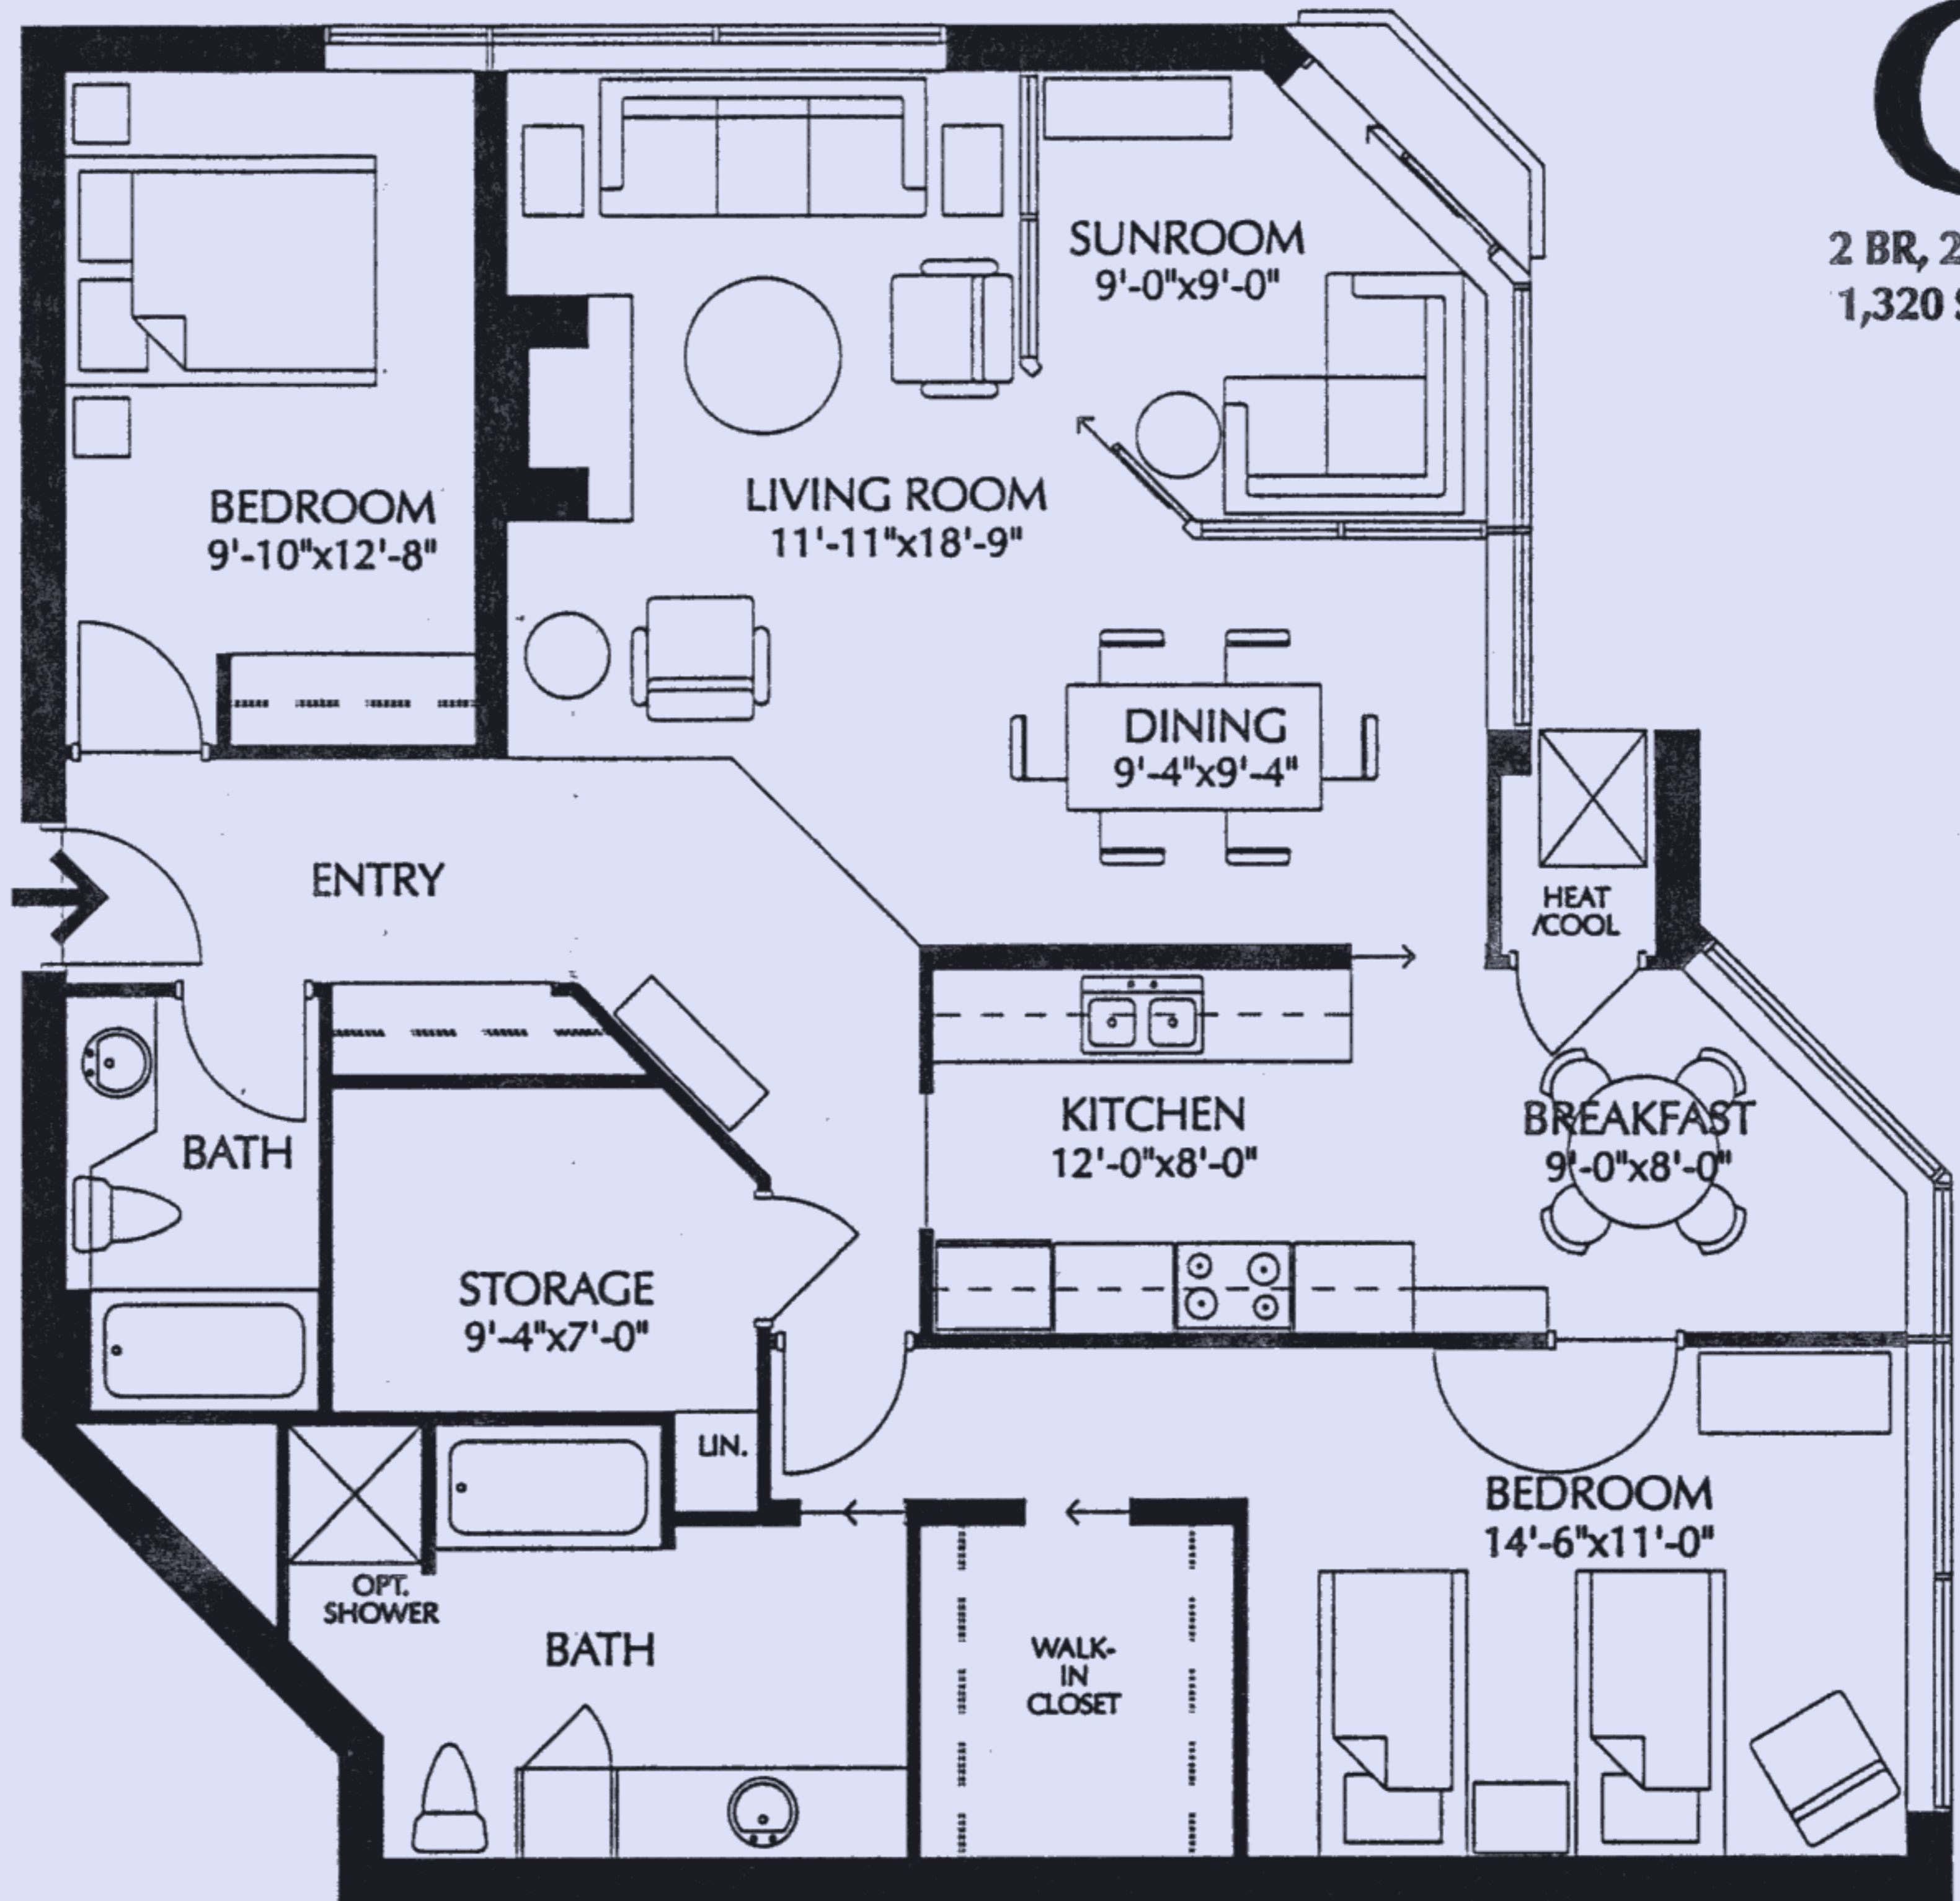 2 BR, 2
1,320
SUNROOM
9'-0"x9'-0"
BEDROOM
9'-10"x12'-8"
LIVING ROOM
11'-11"x18'-9"
DINING
9'-4"x9'-4"
ENTRY
HEAT
/COOL
KITCHEN
12'-0"x8'-0"
BREAKFAST
9'-0"x8'-0"
BATH
STORAGE
9'-4"x7'-0"
LIN.
BEDROOM
14'-6"x11'-0"
OPT.
SHOWER
BATH
WALK-
IN
CLOSET